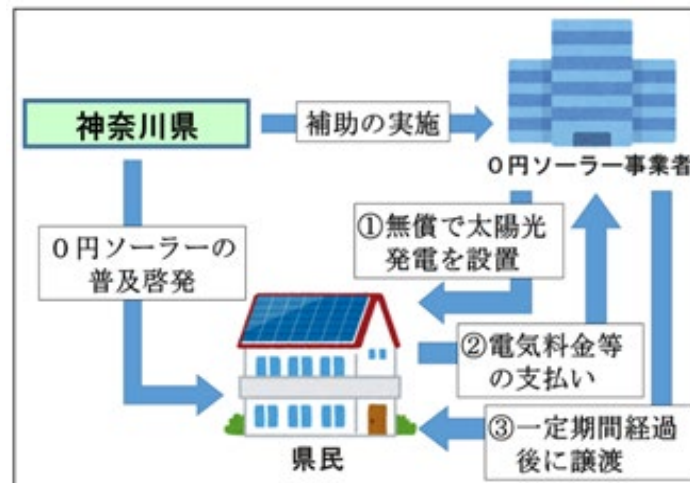 神奈川県
補助の実施
0円ソーラー事業者
0円ソーラーの
普及啓発
①無償で太陽光
発電を設置
②電気料金等
の支払い
③一定期間経過
後に譲渡
県民